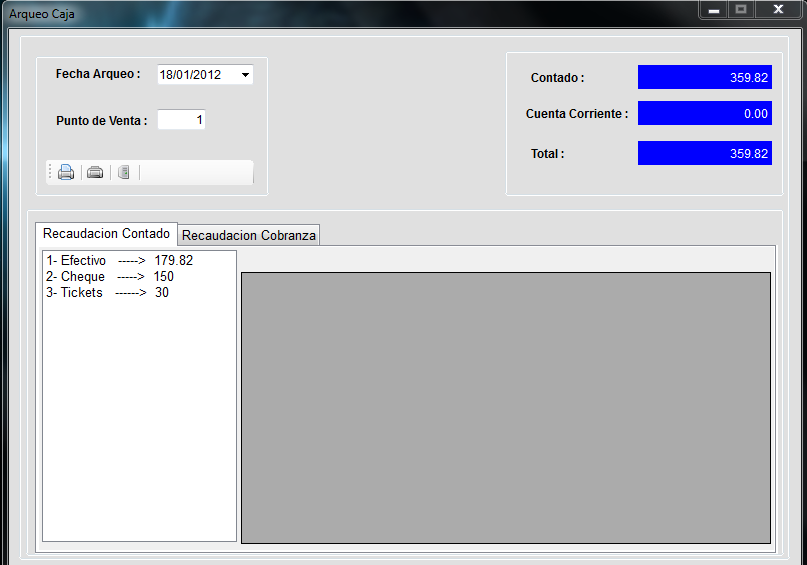 Arqueo Caja
Fecha Arqueo : 18/01/2012
Punto de Venta : 1
Contado : 359.82
Cuenta Corriente : 0.00
Total : 359.82
Recaudacion Contado Recaudacion Cobranza
1- Efectivo -----> 179.82
2- Cheque -----> 150
3- Tickets ------> 30